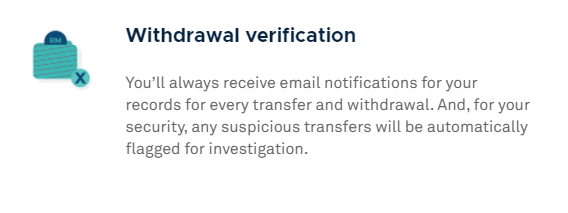 Withdrawal verification
RM
X
You’ll always receive email notifications for your
records for every transfer and withdrawal. And, for your
security, any suspicious transfers will be automatically
flagged for investigation.